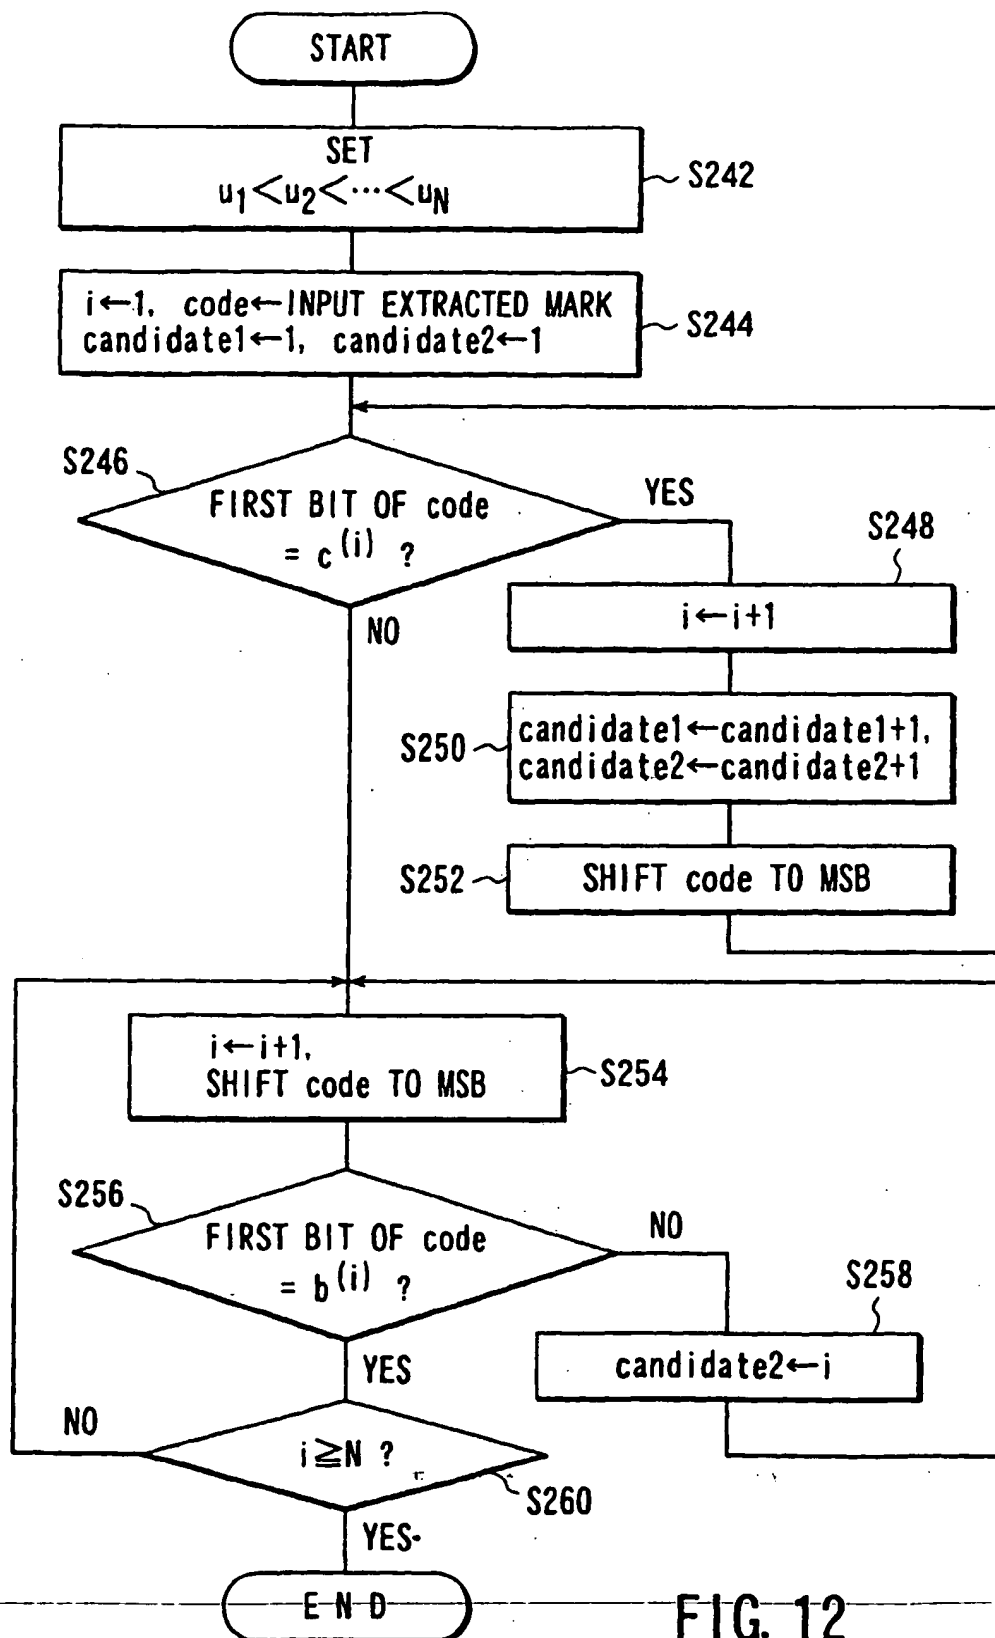 START
SET
u1<u2<···<uN
S242
i←1, code←INPUT EXTRACTED MARK
candidate1←1, candidate2←1
S244
S246
FIRST BIT OF code
= c(i) ?
YES
NO
S248
i←i+1
S250
candidate1←candidate1+1,
candidate2←candidate2+1
S252
SHIFT code TO MSB
i←i+1,
SHIFT code TO MSB
S254
S256
FIRST BIT OF code
= b(i) ?
NO
YES
S258
candidate2←i
NO
i≧N ?
S260
YES
END
FIG. 12